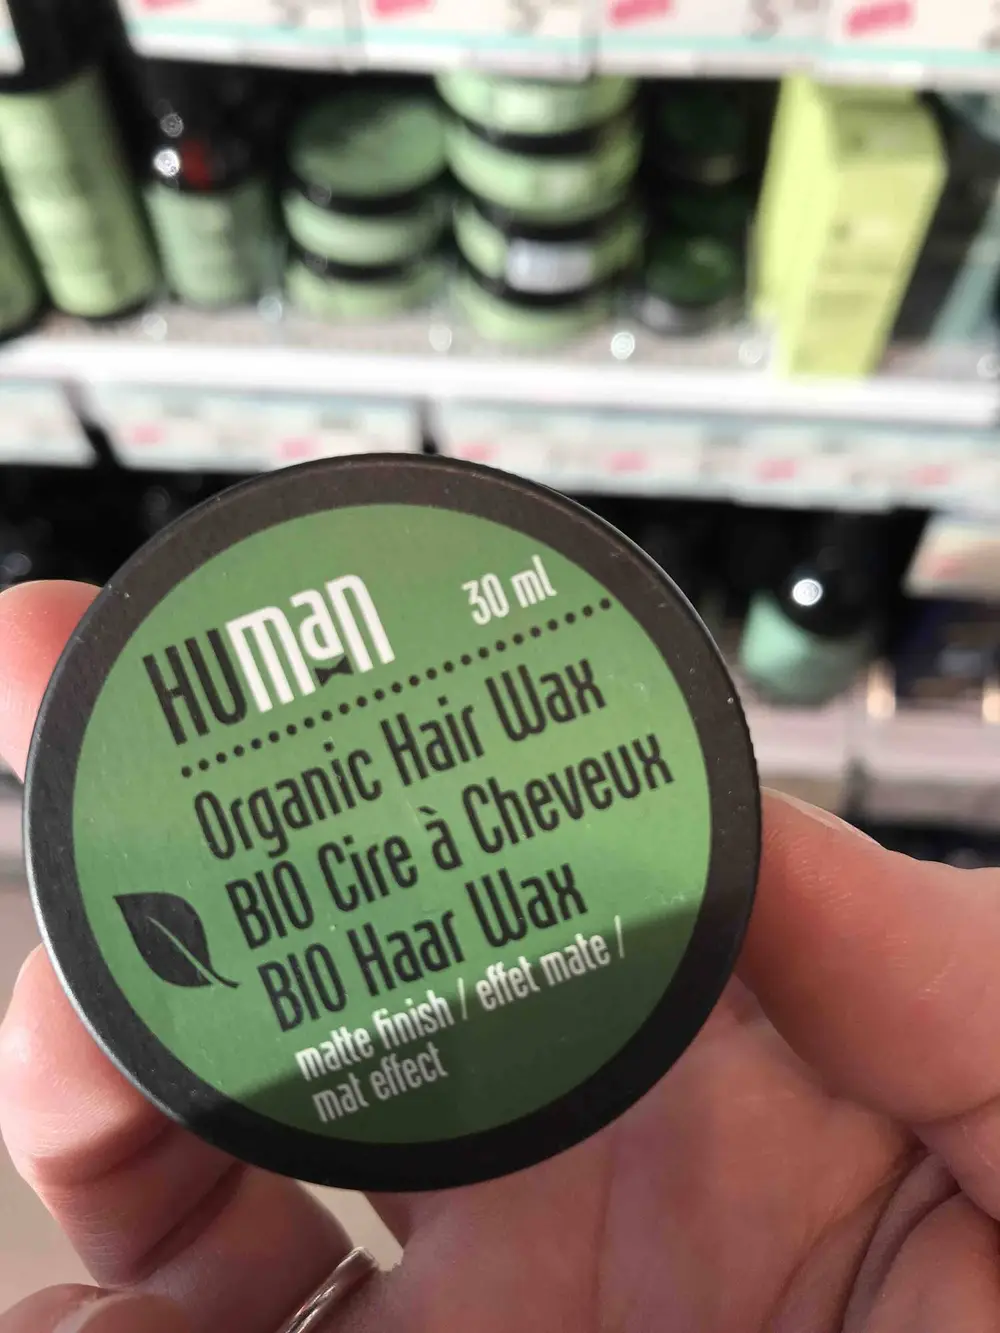 HUMaN
30 ml
Organic Hair Wax
BIO Cire à Cheveux
BIO Haar Wax
matte finish / effet mate /
mat effect